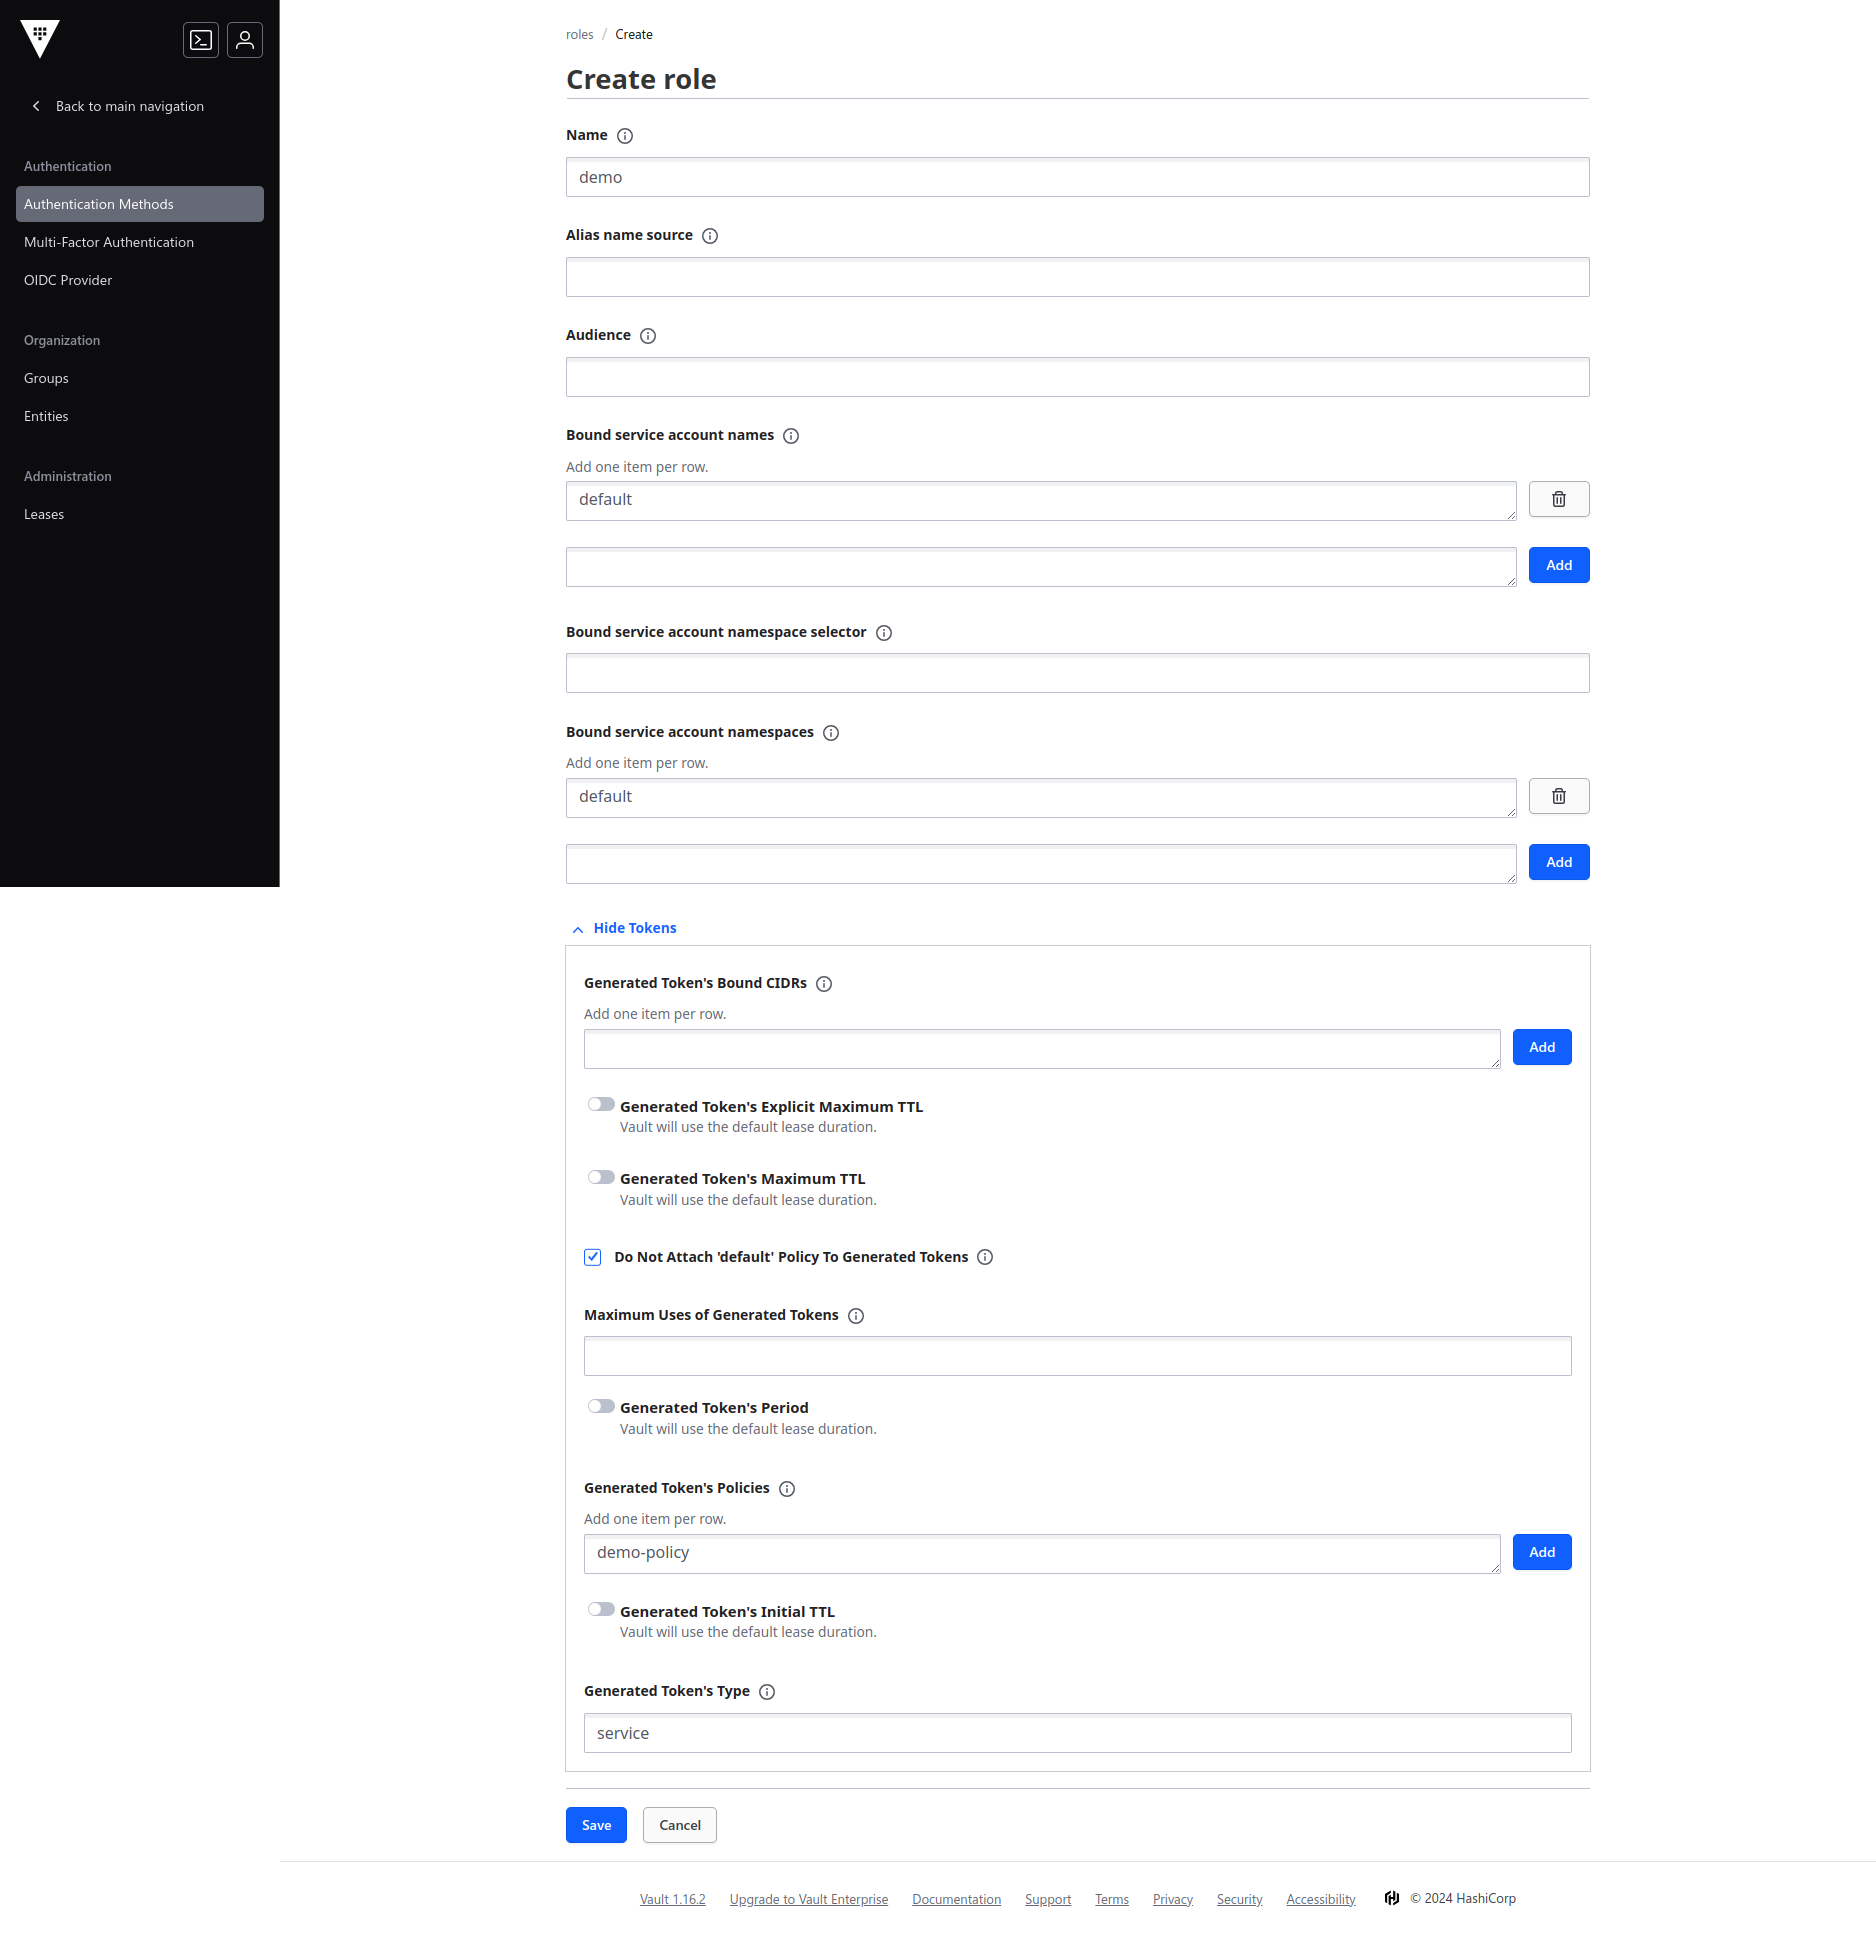 Back to main navigation
Authentication
Authentication Methods
Multi-Factor Authentication
OIDC Provider
Organization
Groups
Entities
Administration
Leases
roles / Create
Create role
Name
demo
Alias name source
Audience
Bound service account names
Add one item per row.
default
Add
Bound service account namespace selector
Bound service account namespaces
Add one item per row.
default
Add
Hide Tokens
Generated Token's Bound CIDRs
Add one item per row.
Add
Generated Token's Explicit Maximum TTL
Vault will use the default lease duration.
Generated Token's Maximum TTL
Vault will use the default lease duration.
Do Not Attach 'default' Policy To Generated Tokens
Maximum Uses of Generated Tokens
Generated Token's Period
Vault will use the default lease duration.
Generated Token's Policies
Add one item per row.
demo-policy
Add
Generated Token's Initial TTL
Vault will use the default lease duration.
Generated Token's Type
service
Save Cancel
Vault 1.16.2 Upgrade to Vault Enterprise Documentation Support Terms Privacy Security Accessibility © 2024 HashiCorp